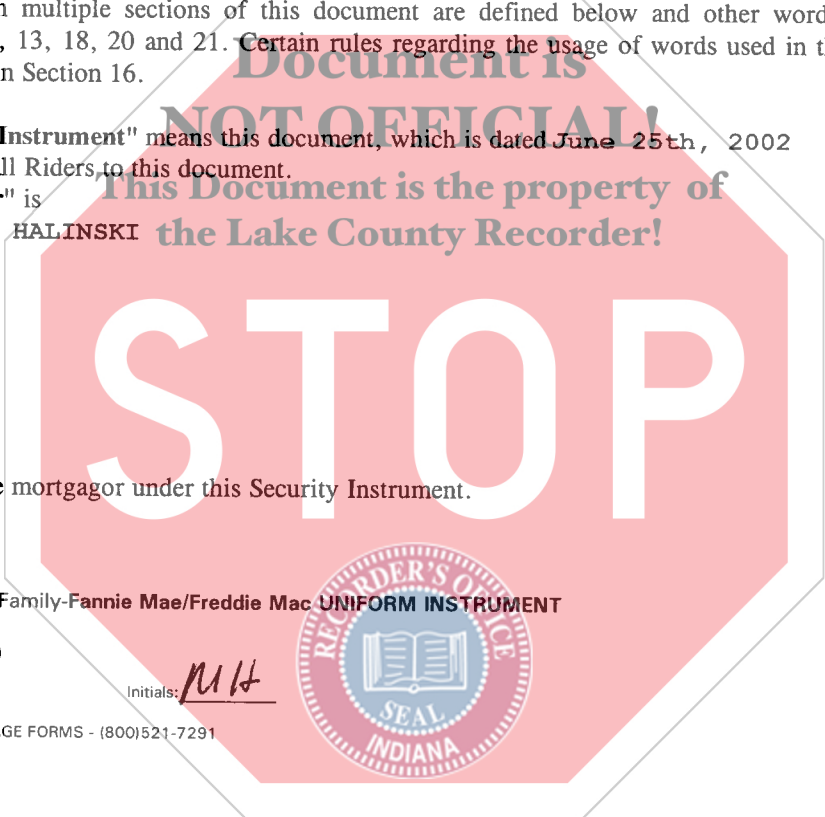 multiple sections of this document are defined below and other word
, 13, 18, 20 and 21. Certain rules regarding the usage of words used in
n Section 16.
Document is
NOT OFFICIAL!
Instrument" means this document, which is dated June 25th, 2002
ll Riders to this document.
This Document is the property of
" is
HALINSKI
the Lake County Recorder!
STOP
mortgagor under this Security Instrument.
Family-Fannie Mae/Freddie Mac UNIFORM INSTRUMENT
RECORDER'S OFFICE
Initials: MH
SEAL
INDIANA
GE FORMS - (800)521-7291